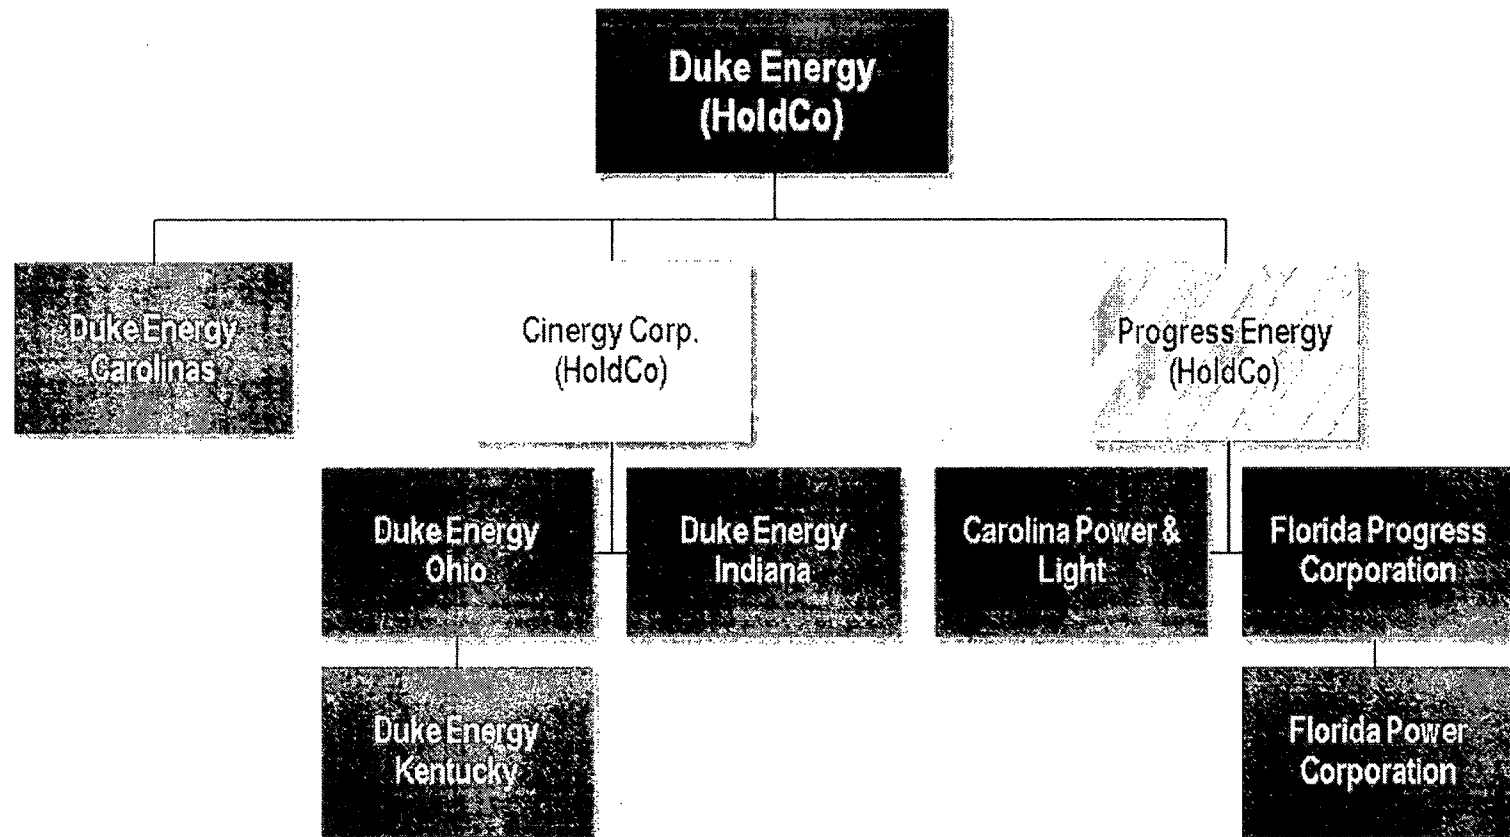 Duke Energy
(HoldCo)
Duke Energy
Carolinas
Cinergy Corp.
(HoldCo)
Progress Energy
(HoldCo)
Duke Energy
Ohio
Duke Energy
Indiana
Carolina Power &
Light
Florida Progress
Corporation
Duke Energy
Kentucky
Florida Power
Corporation